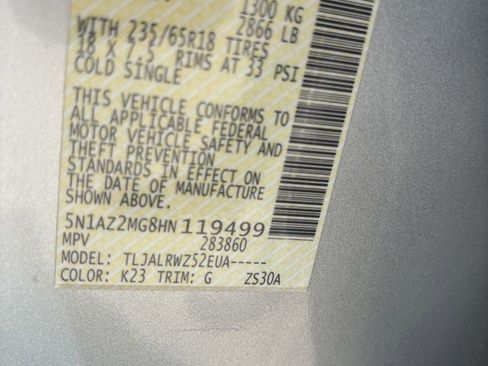 1300 KG
2866 LB
WITH 235/65R18 TIRES
18 X 7.5 RIMS AT 33 PSI
COLD SINGLE
THIS VEHICLE CONFORMS TO
ALL APPLICABLE FEDERAL
MOTOR VEHICLE SAFETY AND
THEFT PREVENTION
STANDARDS IN EFFECT ON
THE DATE OF MANUFACTURE
SHOWN ABOVE.
5N1AZ2MG8HN 119499
MPV 283860
MODEL: TLJALRWZ52EUA-----
COLOR: K23 TRIM: G ZS30A